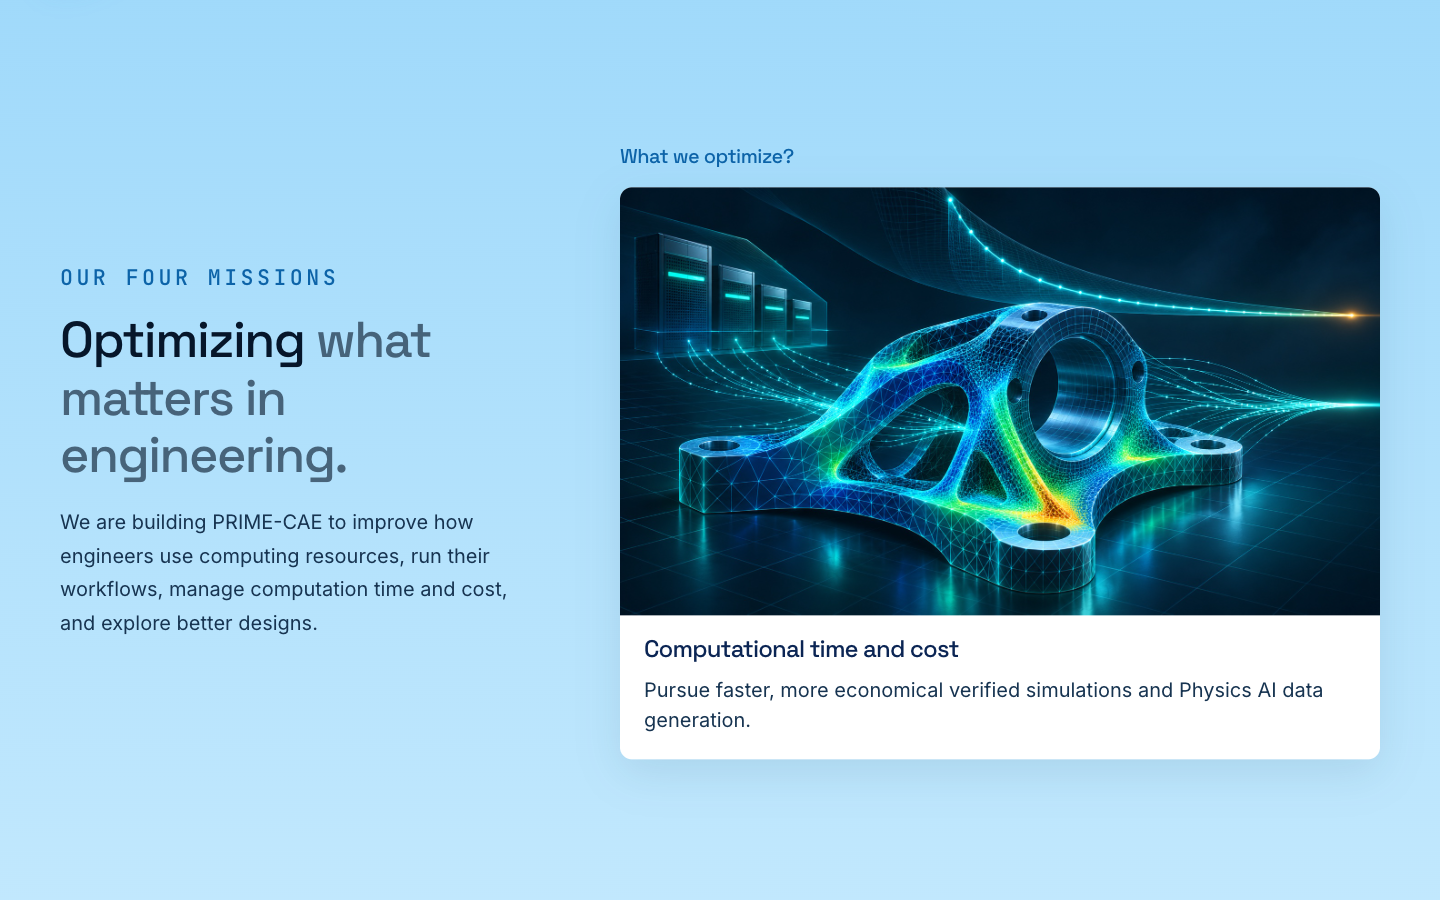 OUR FOUR MISSIONS
Optimizing what
matters in
engineering.
We are building PRIME-CAE to improve how
engineers use computing resources, run their
workflows, manage computation time and cost,
and explore better designs.
What we optimize?
Computational time and cost
Pursue faster, more economical verified simulations and Physics AI data
generation.